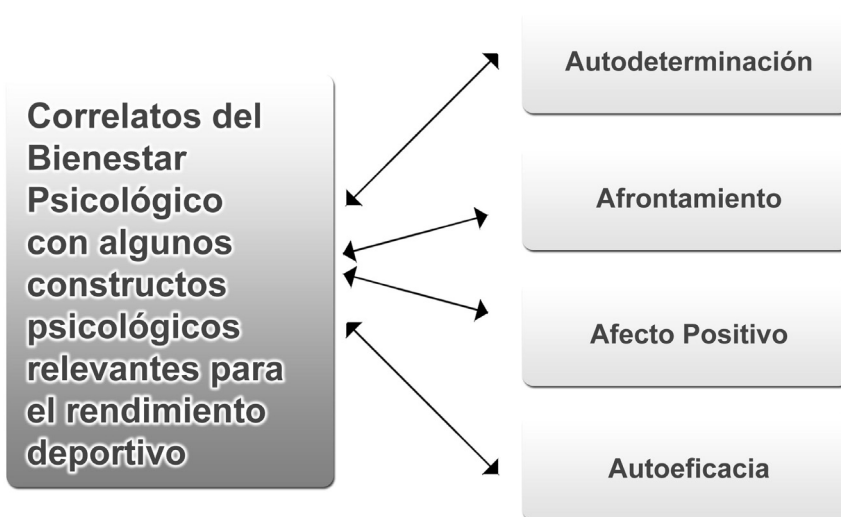 Correlatos del
Bienestar
Psicológico
con algunos
constructos
psicológicos
relevantes para
el rendimiento
deportivo
Autodeterminación
Afrontamiento
Afecto Positivo
Autoeficacia